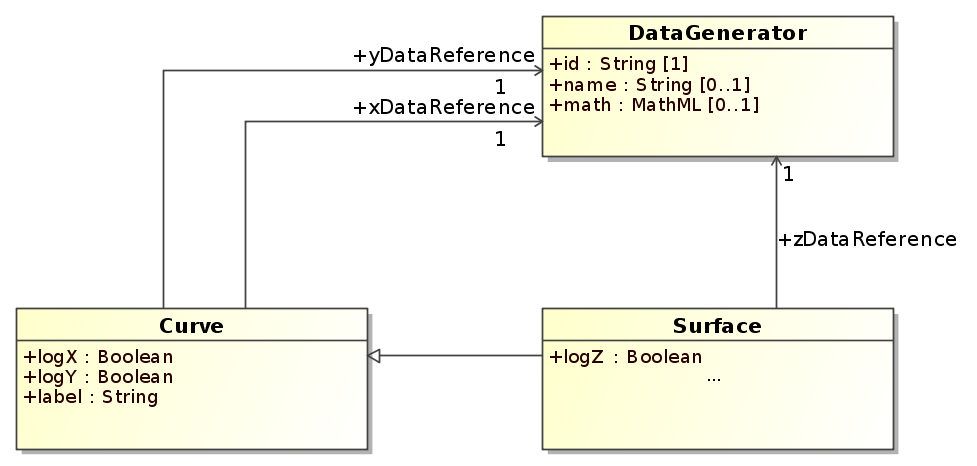 DataGenerator
+id : String [1]
+name : String [0..1]
+math : MathML [0..1]
+yDataReference
1
+xDataReference
1
1
+zDataReference
Curve
+logX : Boolean
+logY : Boolean
+label : String
Surface
+logZ : Boolean
...